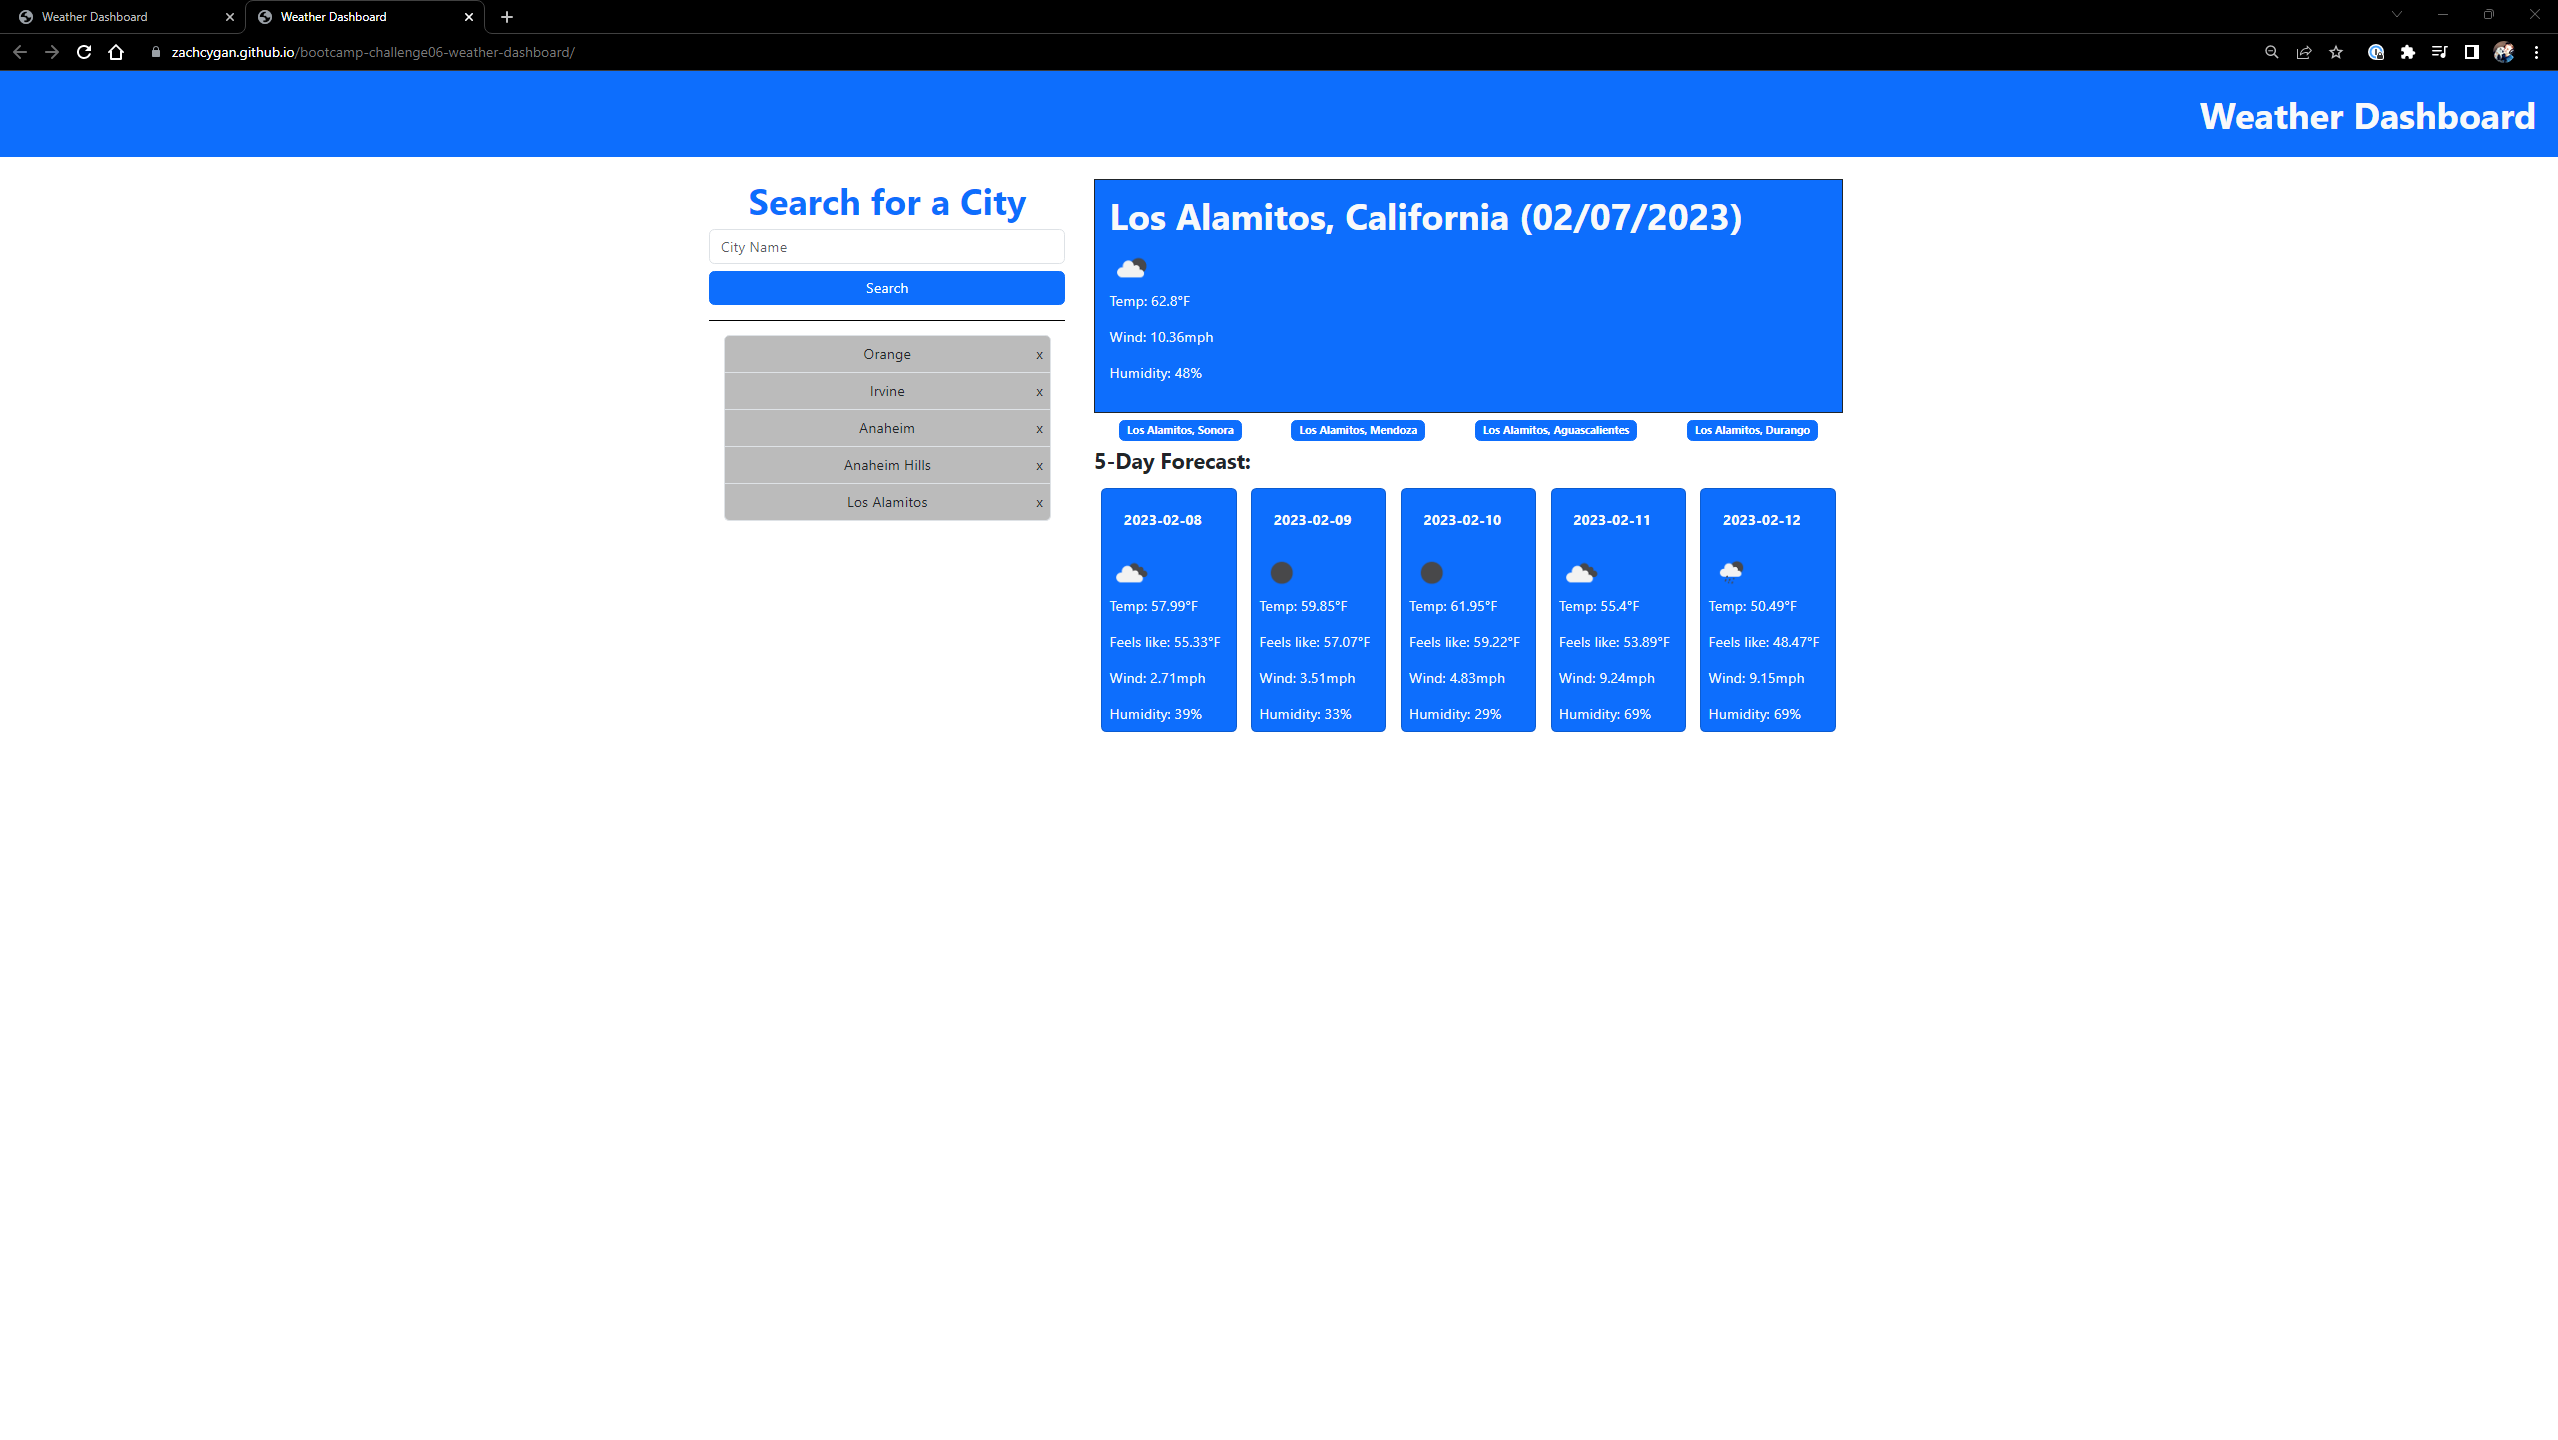 Weather Dashboard
Weather Dashboard
zachcygan.github.io/bootcamp-challenge06-weather-dashboard/
Weather Dashboard
Search for a City
City Name
Search
Orange x
Irvine x
Anaheim x
Anaheim Hills x
Los Alamitos x
Los Alamitos, California (02/07/2023)
Temp: 62.8°F
Wind: 10.36mph
Humidity: 48%
Los Alamitos, Sonora
Los Alamitos, Mendoza
Los Alamitos, Aguascalientes
Los Alamitos, Durango
5-Day Forecast:
2023-02-08
Temp: 57.99°F
Feels like: 55.33°F
Wind: 2.71mph
Humidity: 39%
2023-02-09
Temp: 59.85°F
Feels like: 57.07°F
Wind: 3.51mph
Humidity: 33%
2023-02-10
Temp: 61.95°F
Feels like: 59.22°F
Wind: 4.83mph
Humidity: 29%
2023-02-11
Temp: 55.4°F
Feels like: 53.89°F
Wind: 9.24mph
Humidity: 69%
2023-02-12
Temp: 50.49°F
Feels like: 48.47°F
Wind: 9.15mph
Humidity: 69%